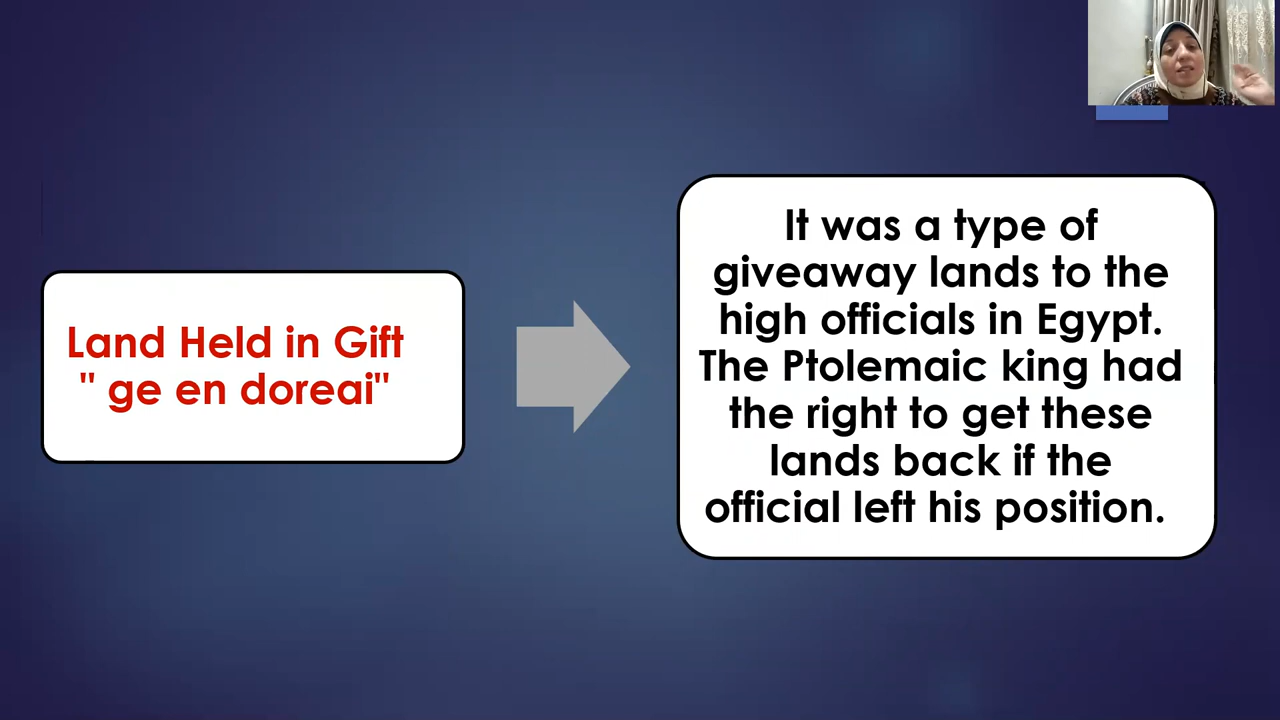 Land Held in Gift
" ge en doreai"
It was a type of
giveaway lands to the
high officials in Egypt.
The Ptolemaic king had
the right to get these
lands back if the
official left his position.